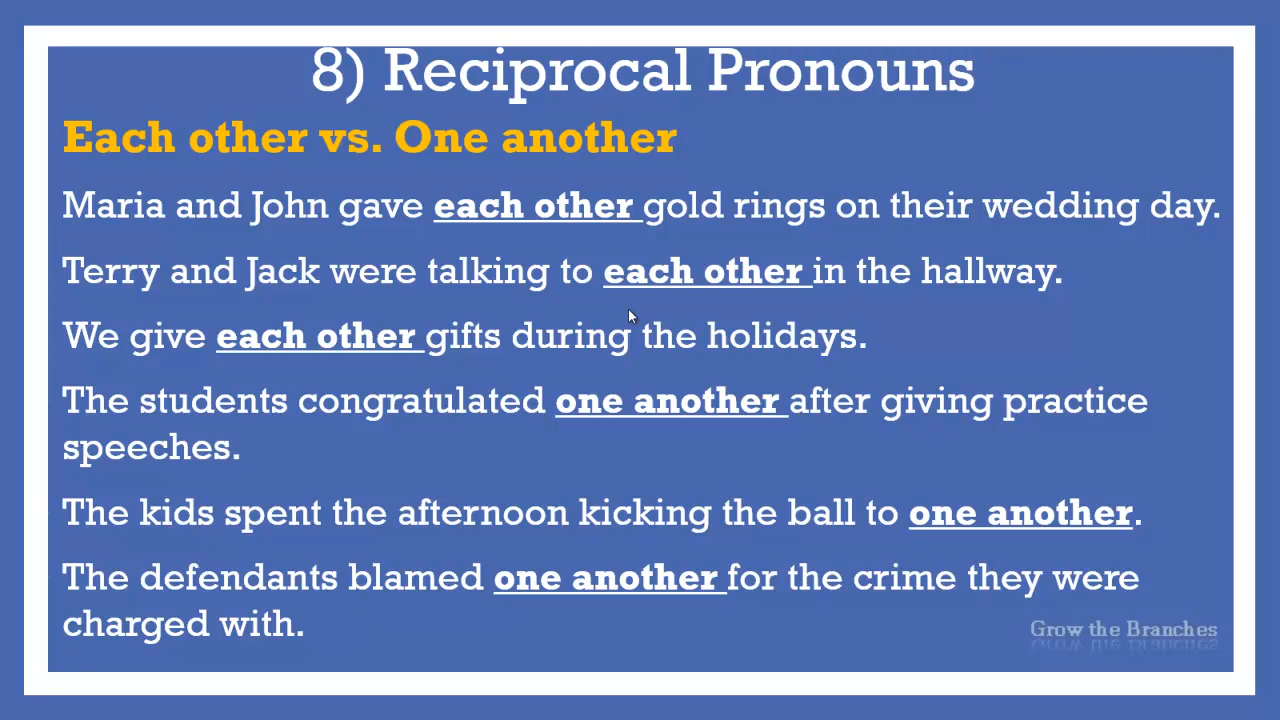 8) Reciprocal Pronouns
Each other vs. One another
Maria and John gave each other gold rings on their wedding day.
Terry and Jack were talking to each other in the hallway.
We give each other gifts during the holidays.
The students congratulated one another after giving practice
speeches.
The kids spent the afternoon kicking the ball to one another.
The defendants blamed one another for the crime they were
charged with.
Grow the Branches